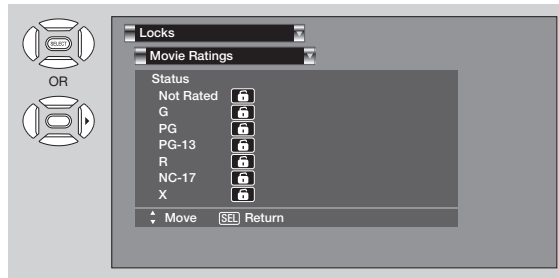 SELECT
OR
Locks
Movie Ratings
Status
Not Rated
G
PG
PG-13
R
NC-17
X
Move SEL Return